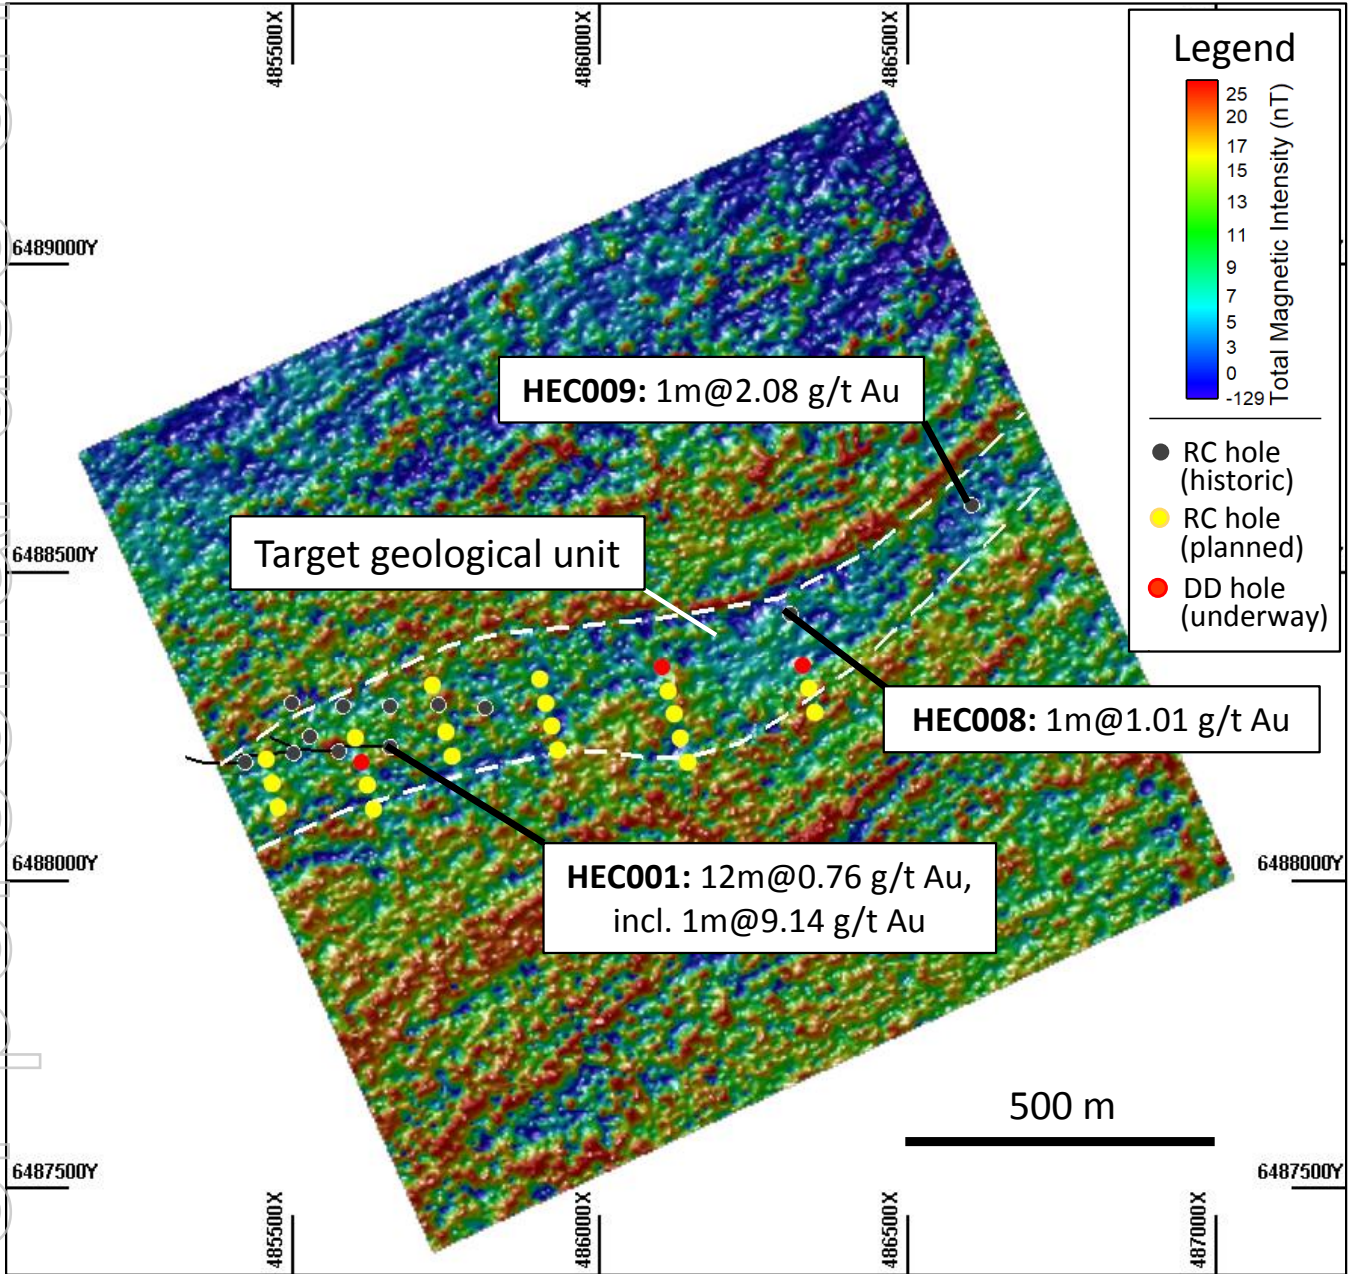 485500X
486000X
486500X
Legend
25
20
17
15
13
11
9
7
5
3
0
-129
Total Magnetic Intensity (nT)
RC hole
(historic)
RC hole
(planned)
DD hole
(underway)
6489000Y
HEC009: 1m@2.08 g/t Au
6488500Y
Target geological unit
HEC008: 1m@1.01 g/t Au
6488000Y
6488000Y
HEC001: 12m@0.76 g/t Au,
incl. 1m@9.14 g/t Au
500 m
6487500Y
6487500Y
485500X
486000X
486500X
487000X